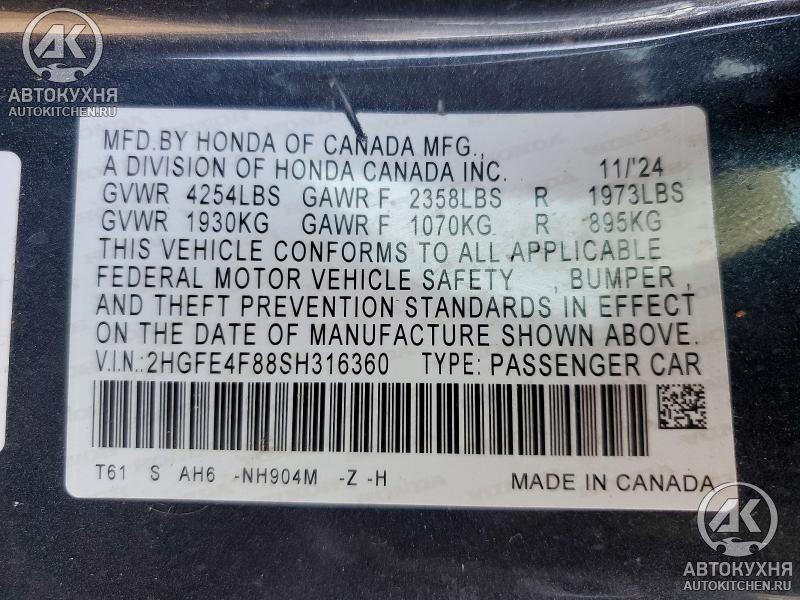 АК
АВТОКУХНЯ
AUTOKITCHEN.RU
MFD.BY HONDA OF CANADA MFG.,
A DIVISION OF HONDA CANADA INC. 11/'24
GVWR 4254LBS GAWR F 2358LBS R 1973LBS
GVWR 1930KG GAWR F 1070KG R 895KG
THIS VEHICLE CONFORMS TO ALL APPLICABLE
FEDERAL MOTOR VEHICLE SAFETY , BUMPER ,
AND THEFT PREVENTION STANDARDS IN EFFECT
ON THE DATE OF MANUFACTURE SHOWN ABOVE.
V.I.N.:2HGFE4F88SH316360 TYPE: PASSENGER CAR
T61 S AH6 -NH904M -Z -H MADE IN CANADA
АК
АВТОКУХНЯ
AUTOKITCHEN.RU